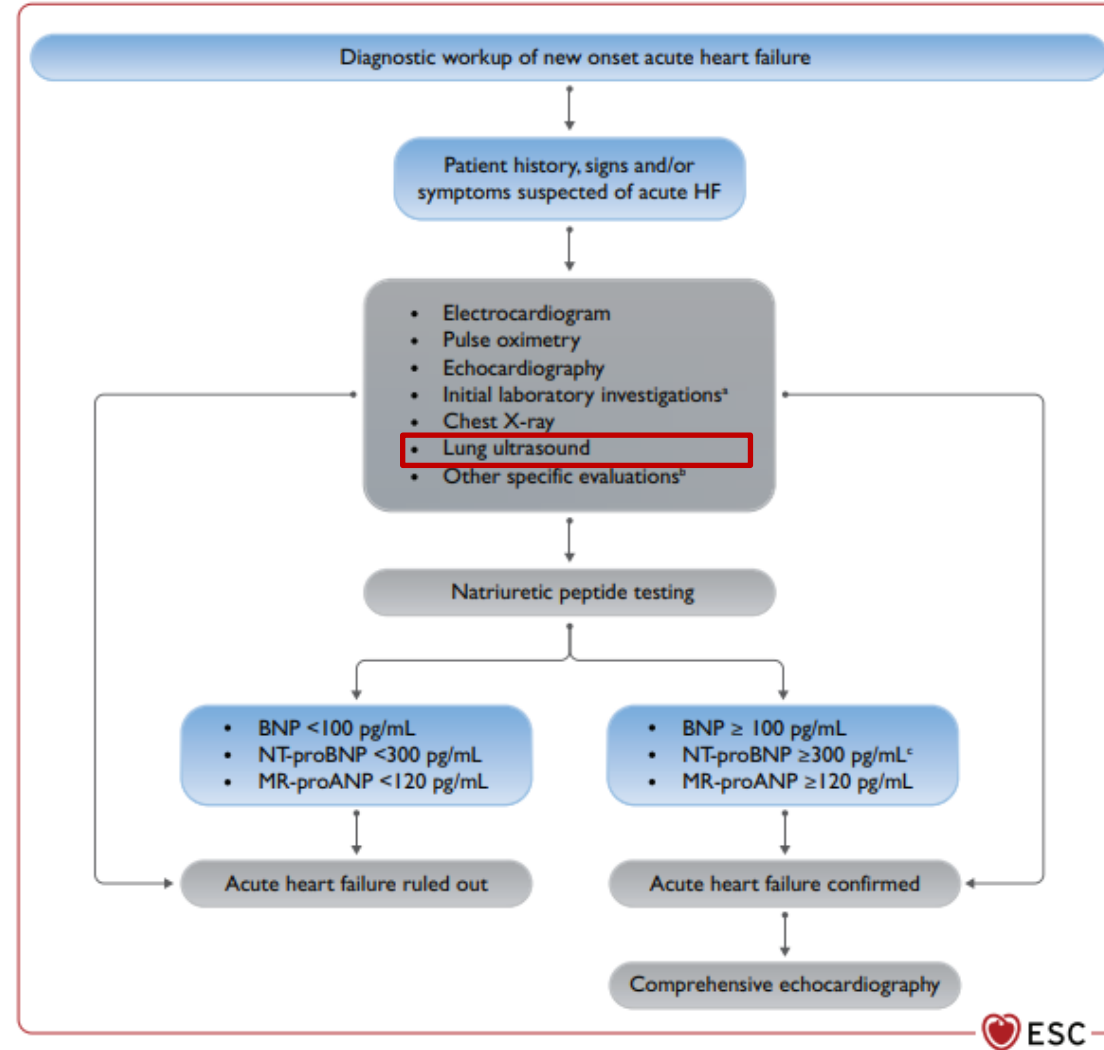 Diagnostic workup of new onset acute heart failure
Patient history, signs and/or
symptoms suspected of acute HF
• Electrocardiogram
• Pulse oximetry
• Echocardiography
• Initial laboratory investigationsᵃ
• Chest X-ray
• Lung ultrasound
• Other specific evaluationsᵇ
Natriuretic peptide testing
• BNP <100 pg/mL
• NT-proBNP <300 pg/mL
• MR-proANP <120 pg/mL
• BNP ≥ 100 pg/mL
• NT-proBNP ≥300 pg/mLᶜ
• MR-proANP ≥120 pg/mL
Acute heart failure ruled out
Acute heart failure confirmed
Comprehensive echocardiography
ESC